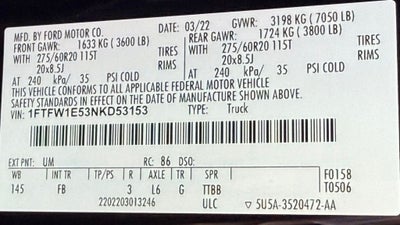 MFD. BY FORD MOTOR CO. DATE: 03/22 GVWR: 3198 KG (7050 LB)
FRONT GAWR: 1633 KG (3600 LB) REAR GAWR: 1724 KG (3800 LB)
WITH 275/60R20 115T TIRES WITH 275/60R20 115T TIRES
20x8.5J RIMS 20x8.5J RIMS
AT 240 kPa/ 35 PSI COLD AT 240 kPa/ 35 PSI COLD
THIS VEHICLE CONFORMS TO ALL APPLICABLE FEDERAL MOTOR VEHICLE
SAFETY STANDARDS IN EFFECT ON THE DATE OF MANUFACTURE SHOWN ABOVE.
VIN: 1FTFW1E53NKD53153 TYPE: Truck
EXT PNT: UM RC: 86 DSO: F0158
WB INT TR TP/PS R AXLE TR SPR T0506
145 FB 3 L6 G TTBB
2202203013246 ULC 5U5A-3520472-AA